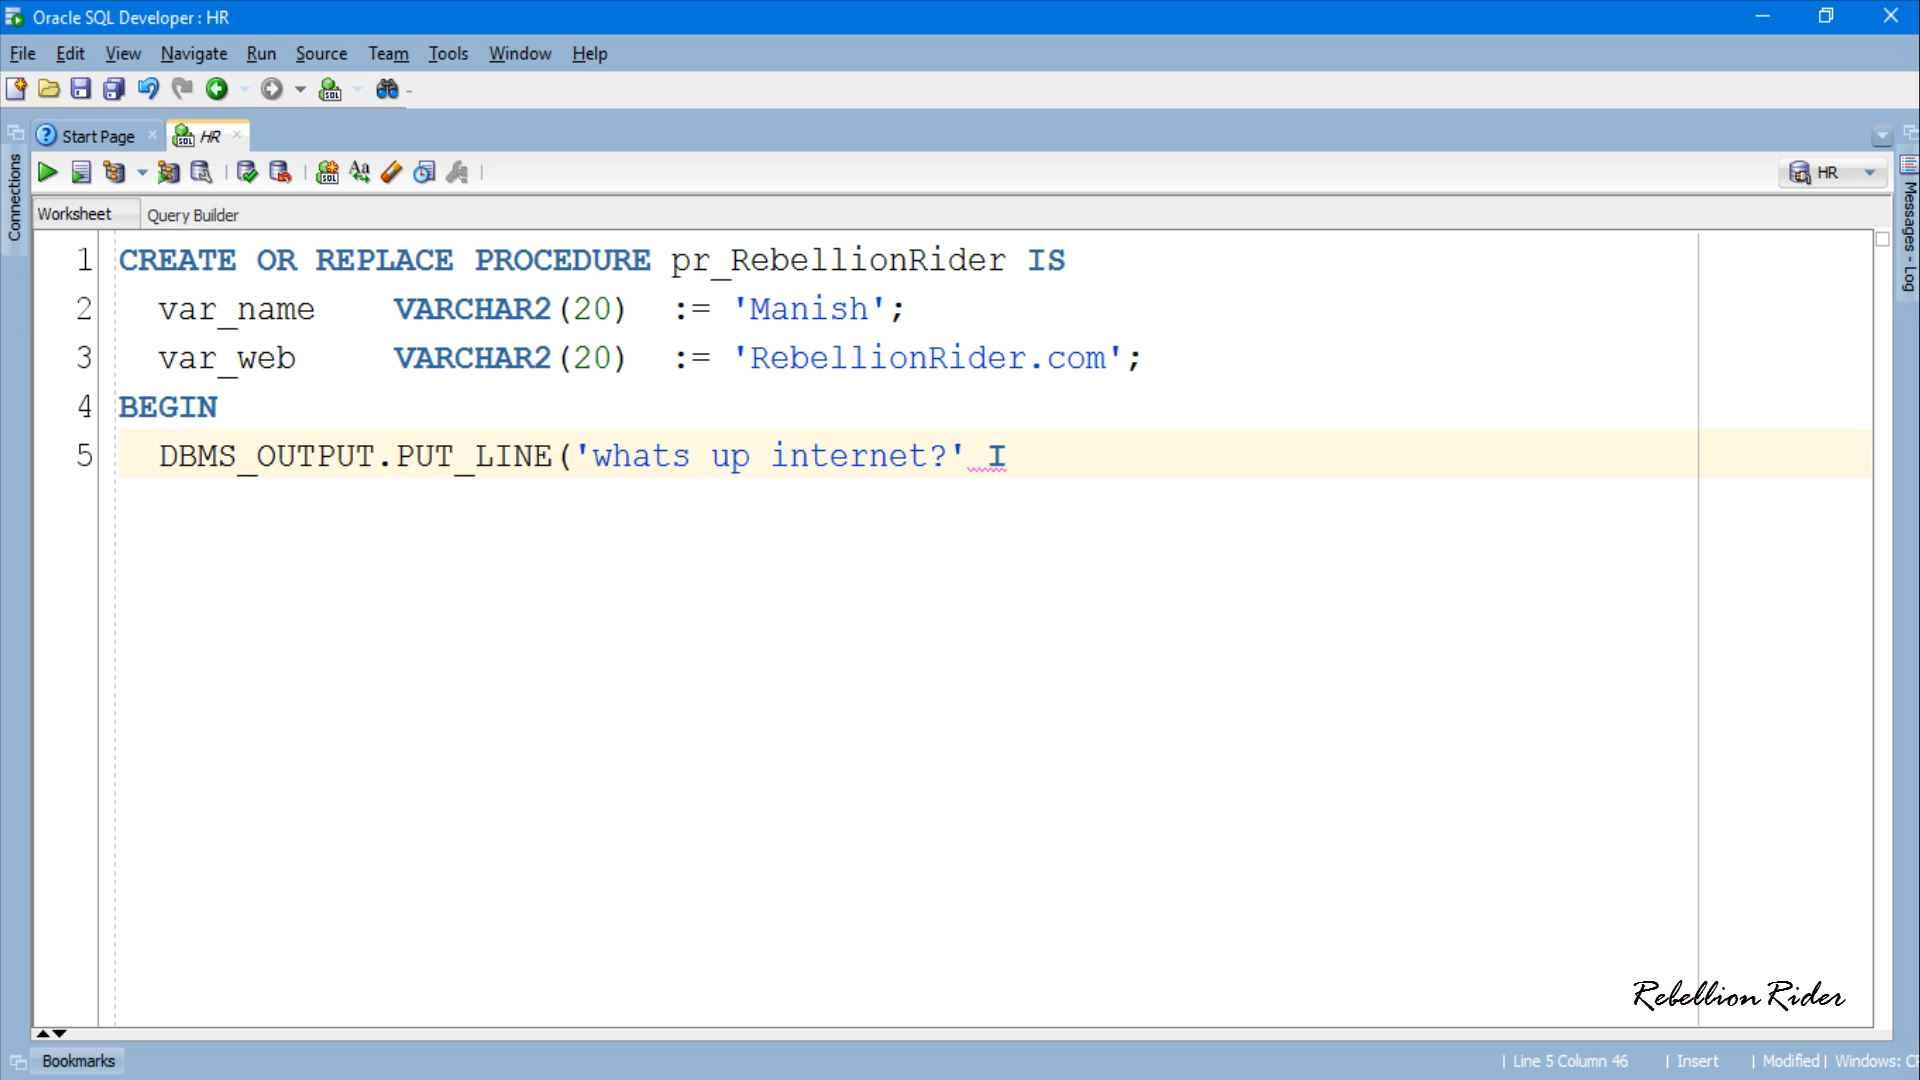 Oracle SQL Developer : HR
File Edit View Navigate Run Source Team Tools Window Help
Start Page HR
Connections
HR
Messages - Log
Worksheet Query Builder
1 CREATE OR REPLACE PROCEDURE pr_RebellionRider IS
2 var_name VARCHAR2(20) := 'Manish';
3 var_web VARCHAR2(20) := 'RebellionRider.com';
4 BEGIN
5 DBMS_OUTPUT.PUT_LINE('whats up internet?' I
Rebellion Rider
Bookmarks
| Line 5 Column 46 | Insert | Modified | Windows: